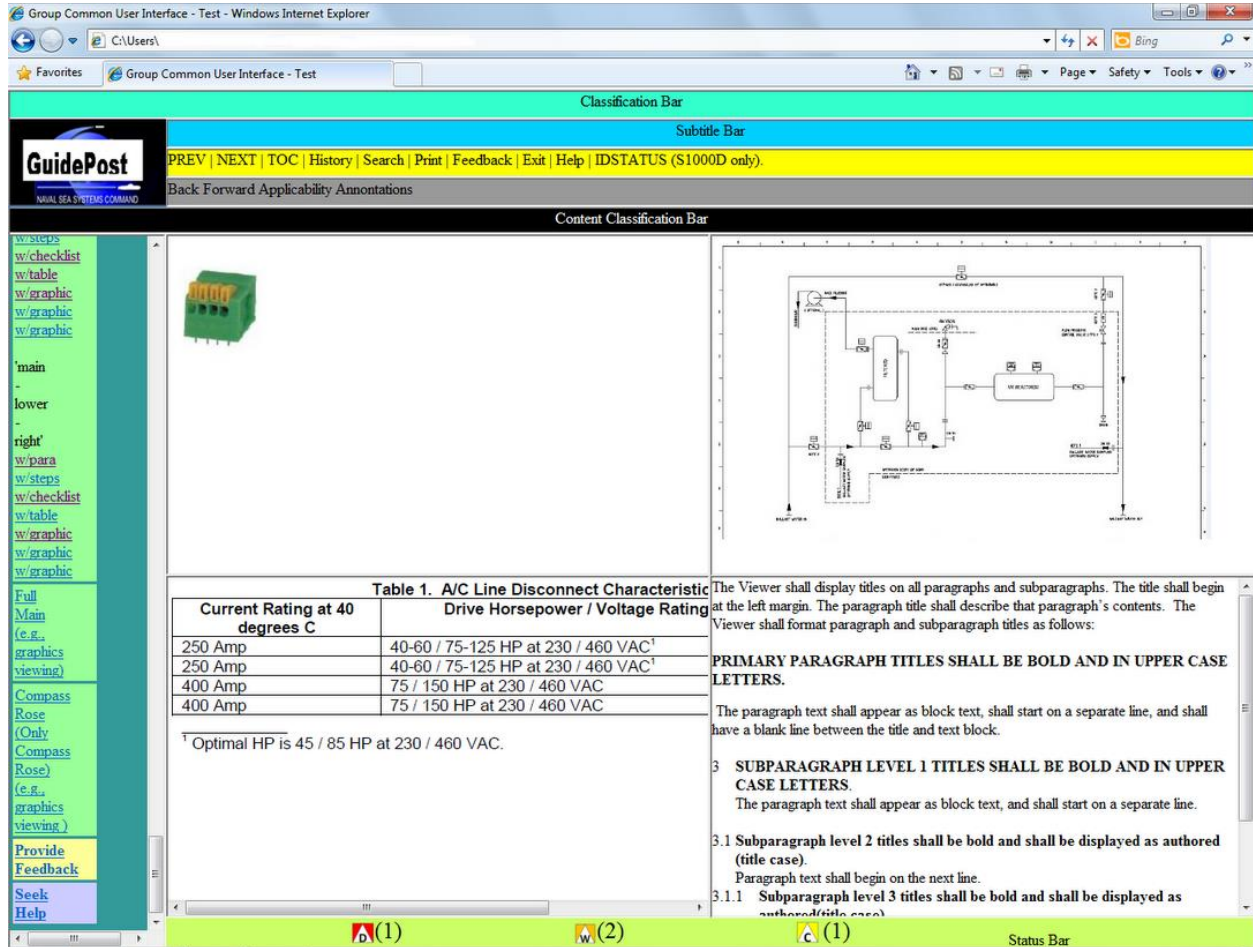 Group Common User Interface - Test - Windows Internet Explorer
C:\Users\
Bing
Favorites
Group Common User Interface - Test
Page
Safety
Tools
Classification Bar
GuidePost
NAVAL SEA SYSTEMS COMMAND
Subtitle Bar
PREV | NEXT | TOC | History | Search | Print | Feedback | Exit | Help | IDSTATUS (S1000D only).
Back Forward Applicability Annontations
Content Classification Bar
w/steps
w/checklist
w/table
w/graphic
w/graphic
w/graphic
'main
-
lower
-
right'
w/para
w/steps
w/checklist
w/table
w/graphic
w/graphic
w/graphic
Full
Main
(e.g.,
graphics
viewing)
Compass
Rose
(Only
Compass
Rose)
(e.g.,
graphics
viewing )
Provide
Feedback
Seek
Help
Table 1. A/C Line Disconnect Characteristic
Current Rating at 40
degrees C
Drive Horsepower / Voltage Rating
250 Amp 40-60 / 75-125 HP at 230 / 460 VAC¹
250 Amp 40-60 / 75-125 HP at 230 / 460 VAC¹
400 Amp 75 / 150 HP at 230 / 460 VAC
400 Amp 75 / 150 HP at 230 / 460 VAC
¹ Optimal HP is 45 / 85 HP at 230 / 460 VAC.
The Viewer shall display titles on all paragraphs and subparagraphs. The title shall begin
at the left margin. The paragraph title shall describe that paragraph's contents. The
Viewer shall format paragraph and subparagraph titles as follows:
PRIMARY PARAGRAPH TITLES SHALL BE BOLD AND IN UPPER CASE
LETTERS.
The paragraph text shall appear as block text, shall start on a separate line, and shall
have a blank line between the title and text block.
3 SUBPARAGRAPH LEVEL 1 TITLES SHALL BE BOLD AND IN UPPER
CASE LETTERS.
The paragraph text shall appear as block text, and shall start on a separate line.
3.1 Subparagraph level 2 titles shall be bold and shall be displayed as authored
(title case).
Paragraph text shall begin on the next line.
3.1.1 Subparagraph level 3 titles shall be bold and shall be displayed as
authored(title case)
D (1)
W (2)
C (1)
Status Bar